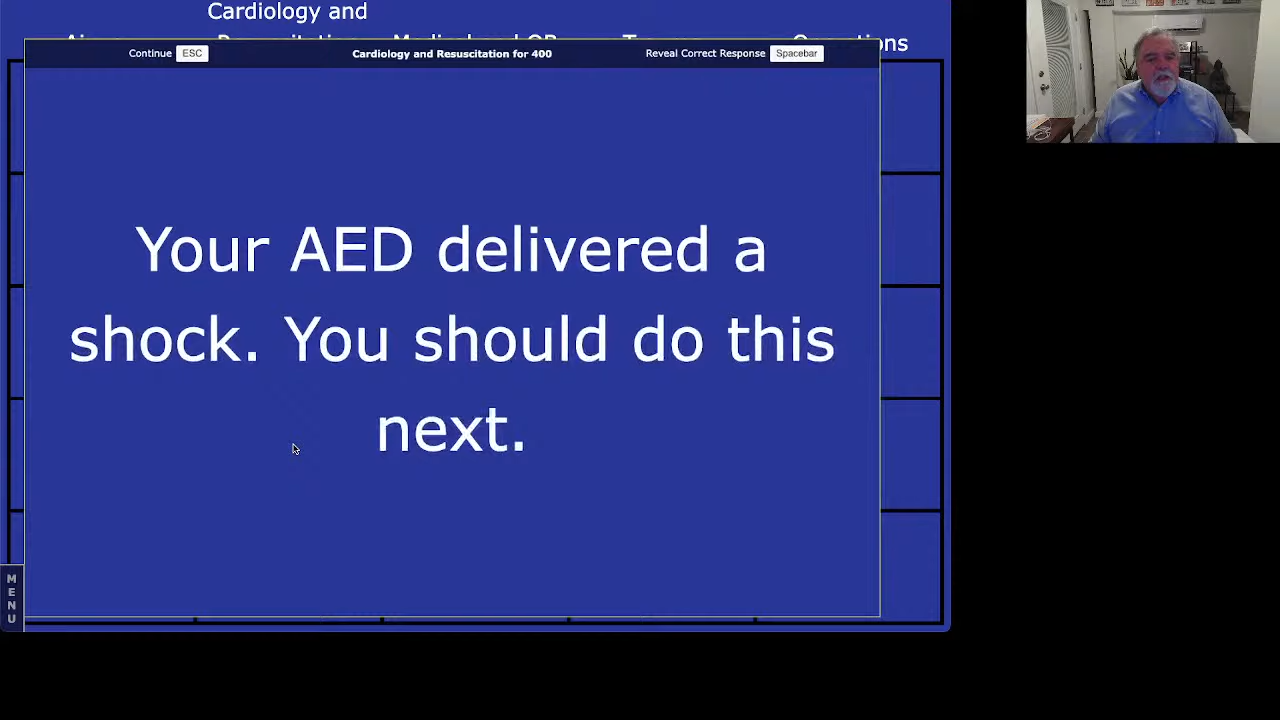 Cardiology and
Continue ESC
Cardiology and Resuscitation for 400
Reveal Correct Response Spacebar
Your AED delivered a
shock. You should do this
next.
MENU